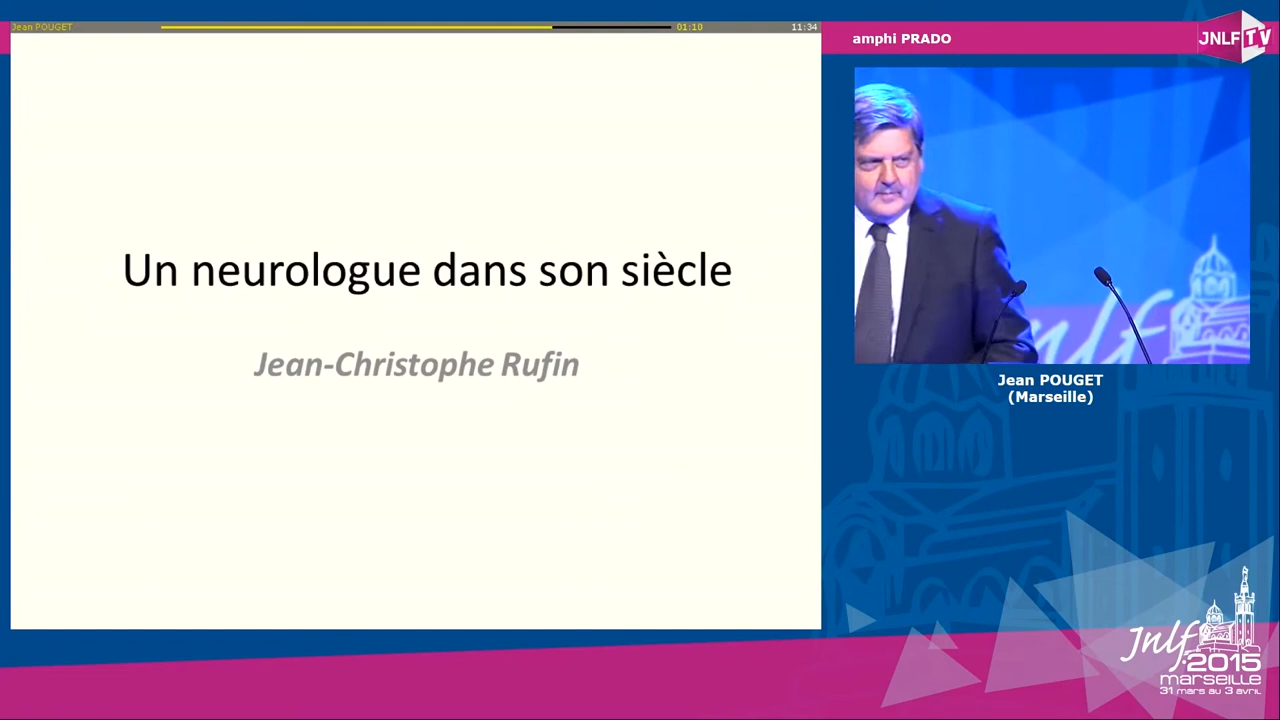 Jean POUGET
01:10
11:34
Un neurologue dans son siècle
Jean-Christophe Rufin
amphi PRADO
JNLF TV
jnlf
Jean POUGET
(Marseille)
Jnlf
2015
marseille
31 mars au 3 avril